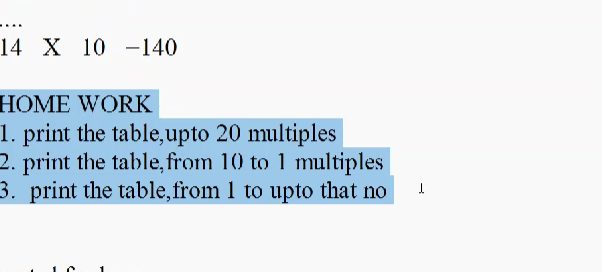 ....
14 X 10 –140
HOME WORK
1. print the table,upto 20 multiples
2. print the table,from 10 to 1 multiples
3. print the table,from 1 to upto that no